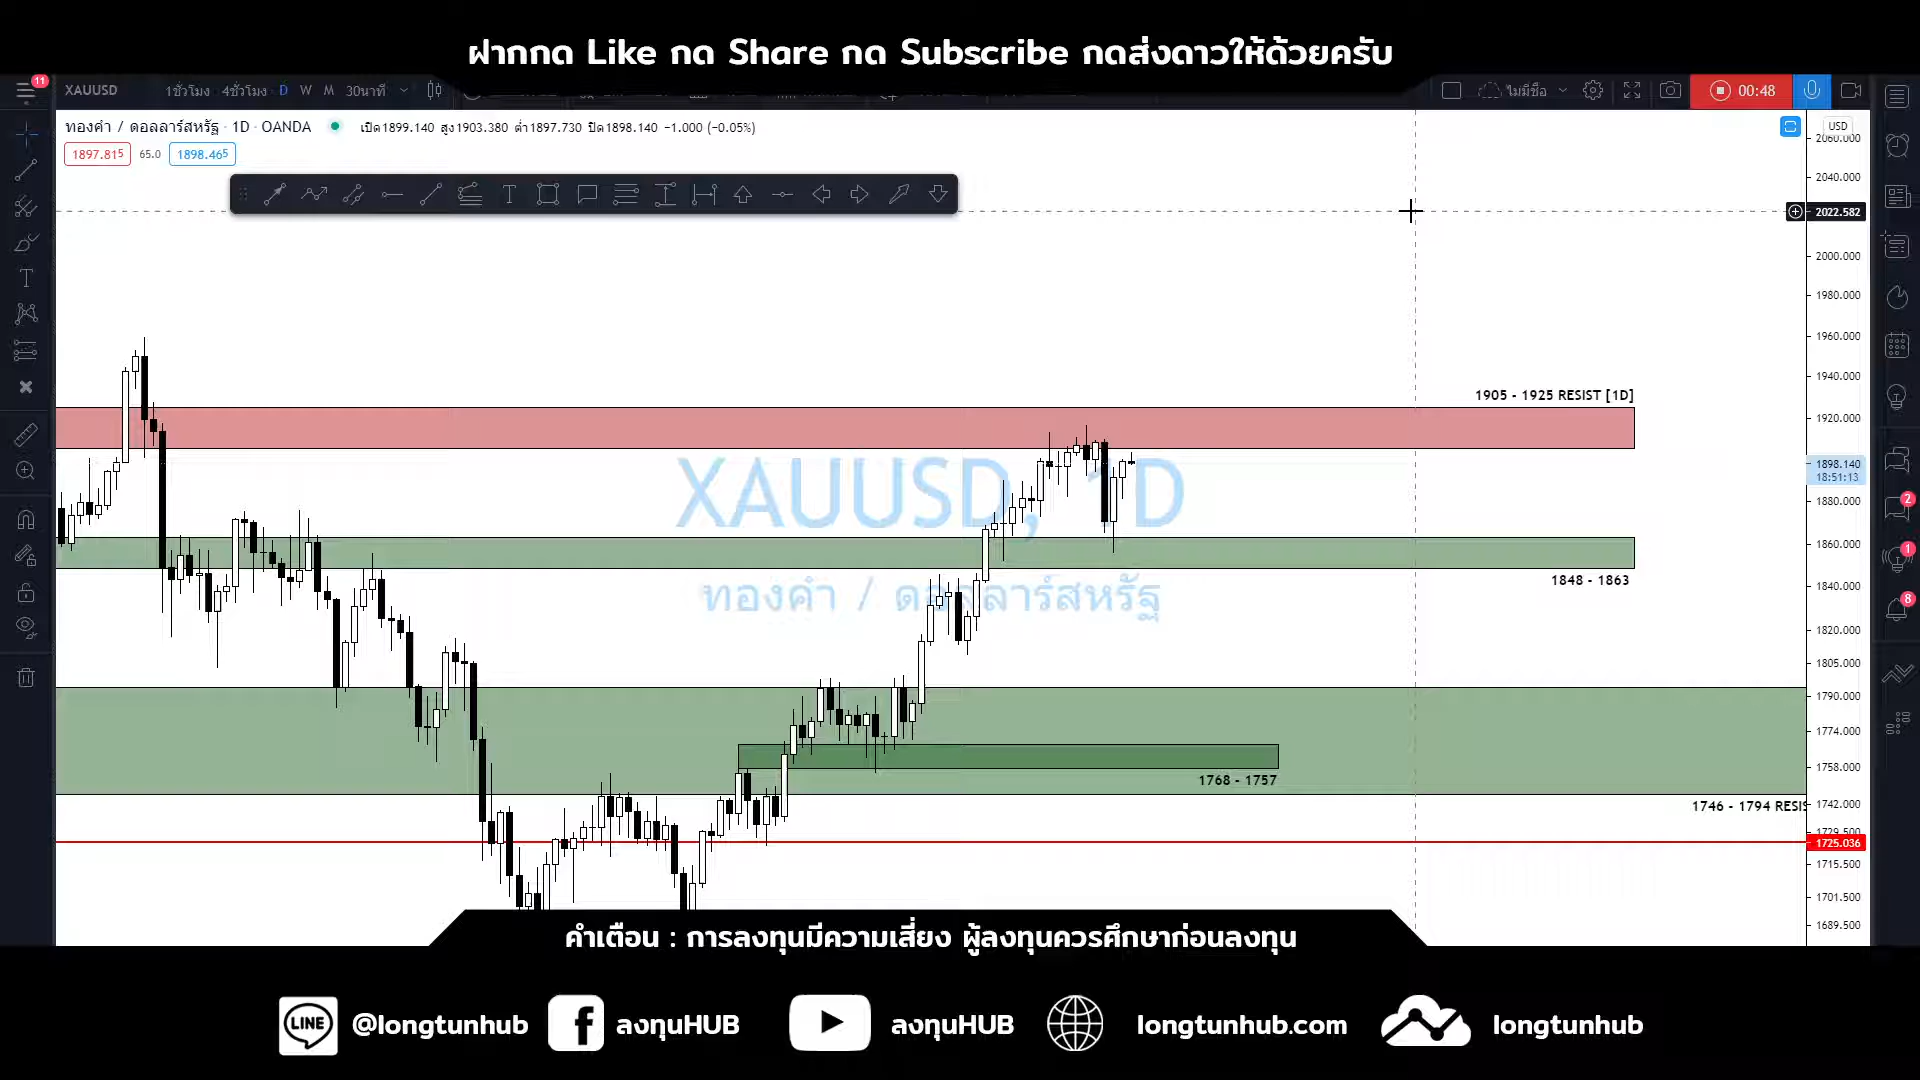 ฝากกด Like กด Share กด Subscribe กดส่งดาวให้ด้วยครับ
11
XAUUSD 1ชั่วโมง 4ชั่วโมง D W M 30นาที ไม่มีชื่อ 00:48
ทองคำ / ดอลลาร์สหรัฐ · 1D · OANDA เปิด1899.140 สูง1903.380 ต่ำ1897.730 ปิด1898.140 −1.000 (−0.05%)
USD
2060.000
1897.815 65.0 1898.465
2040.000
T
2022.582
2000.000
T
1980.000
1960.000
1940.000
1905 - 1925 RESIST [1D]
1920.000
1898.140
18:51:13
XAUUSD, 1D
1880.000
2
1860.000
1
1848 - 1863
1840.000
ทองคำ / ดอลลาร์สหรัฐ
8
1820.000
1805.000
1790.000
1774.000
1758.000
1768 - 1757
1742.000
1746 - 1794 RESIS
1729.500
1725.036
1715.500
1701.500
1689.500
คำเตือน : การลงทุนมีความเสี่ยง ผู้ลงทุนควรศึกษาก่อนลงทุน
LINE @longtunhub ลงทุนHUB ลงทุนHUB longtunhub.com longtunhub